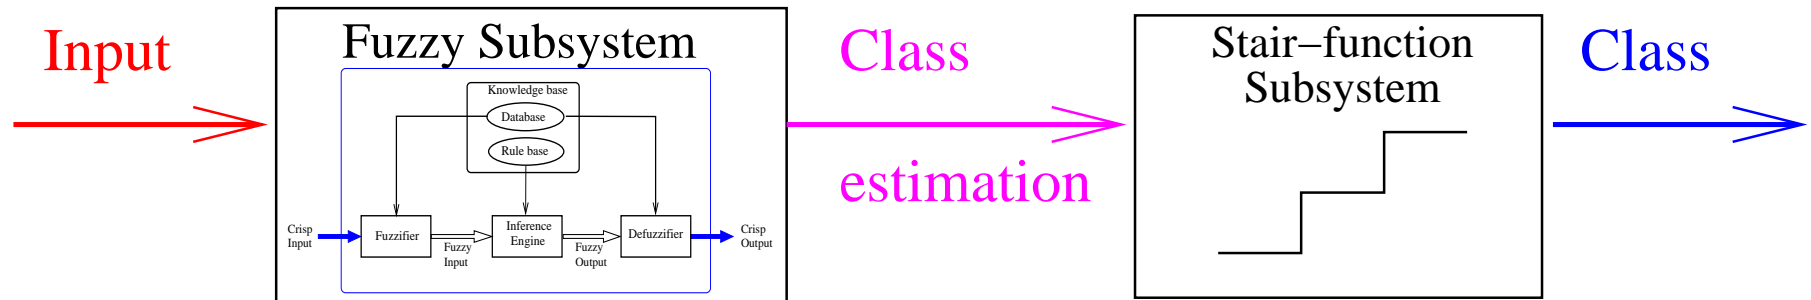 Input
Fuzzy Subsystem
Knowledge base
Database
Rule base
Crisp
Input
Fuzzifier
Fuzzy
Input
Inference
Engine
Fuzzy
Output
Defuzzifier
Crisp
Output
Class
estimation
Stair−function
Subsystem
Class